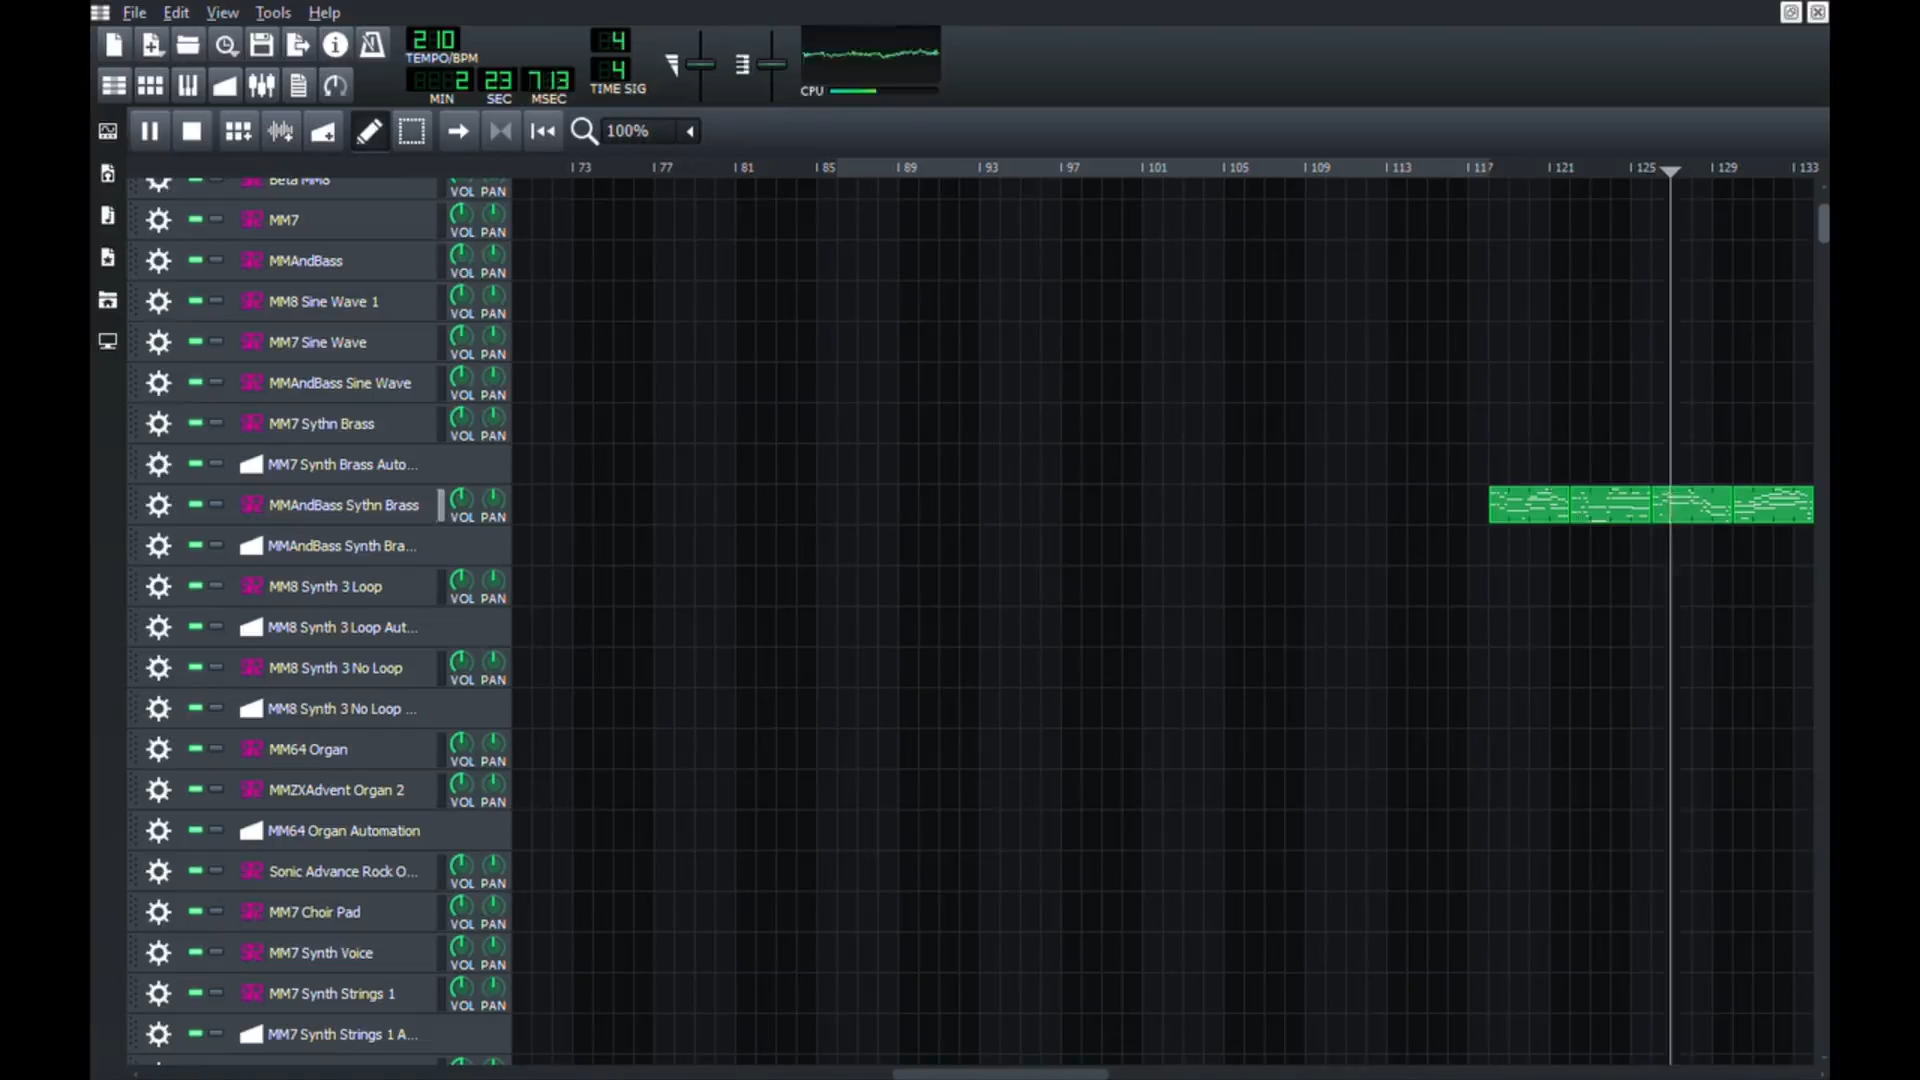 File Edit View Tools Help
210
TEMPO/BPM
2 23 713
MIN SEC MSEC
4
4
TIME SIG
CPU
100%
73 77 81 85 89 93 97 101 105 109 113 117 121 125 129 133
Beta MM8 VOL PAN
MM7 VOL PAN
MMAndBass VOL PAN
MM8 Sine Wave 1 VOL PAN
MM7 Sine Wave VOL PAN
MMAndBass Sine Wave VOL PAN
MM7 Sythn Brass VOL PAN
MM7 Synth Brass Auto...
MMAndBass Sythn Brass VOL PAN
MMAndBass Synth Bra...
MM8 Synth 3 Loop VOL PAN
MM8 Synth 3 Loop Aut...
MM8 Synth 3 No Loop VOL PAN
MM8 Synth 3 No Loop ...
MM64 Organ VOL PAN
MMZXAdvent Organ 2 VOL PAN
MM64 Organ Automation
Sonic Advance Rock O... VOL PAN
MM7 Choir Pad VOL PAN
MM7 Synth Voice VOL PAN
MM7 Synth Strings 1 VOL PAN
MM7 Synth Strings 1 A...